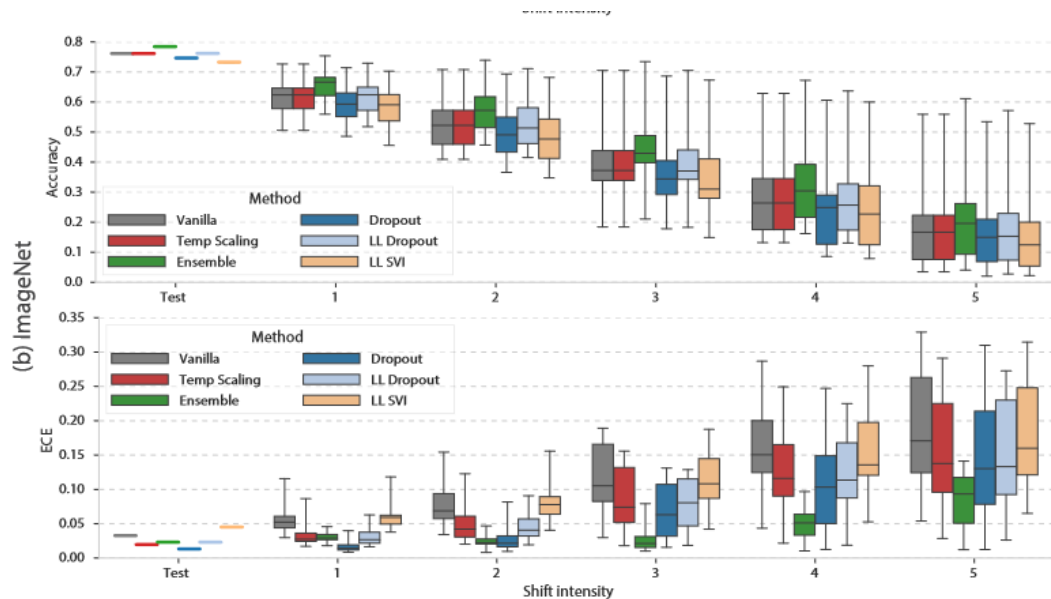 Shift intensity
(b) ImageNet
Accuracy
0.8
0.7
0.6
0.5
0.4
0.3
0.2
0.1
0.0
Method
Vanilla
Dropout
Temp Scaling
LL Dropout
Ensemble
LL SVI
Test 1 2 3 4 5
ECE
0.35
0.30
0.25
0.20
0.15
0.10
0.05
0.00
Method
Vanilla
Dropout
Temp Scaling
LL Dropout
Ensemble
LL SVI
Test 1 2 3 4 5
Shift intensity